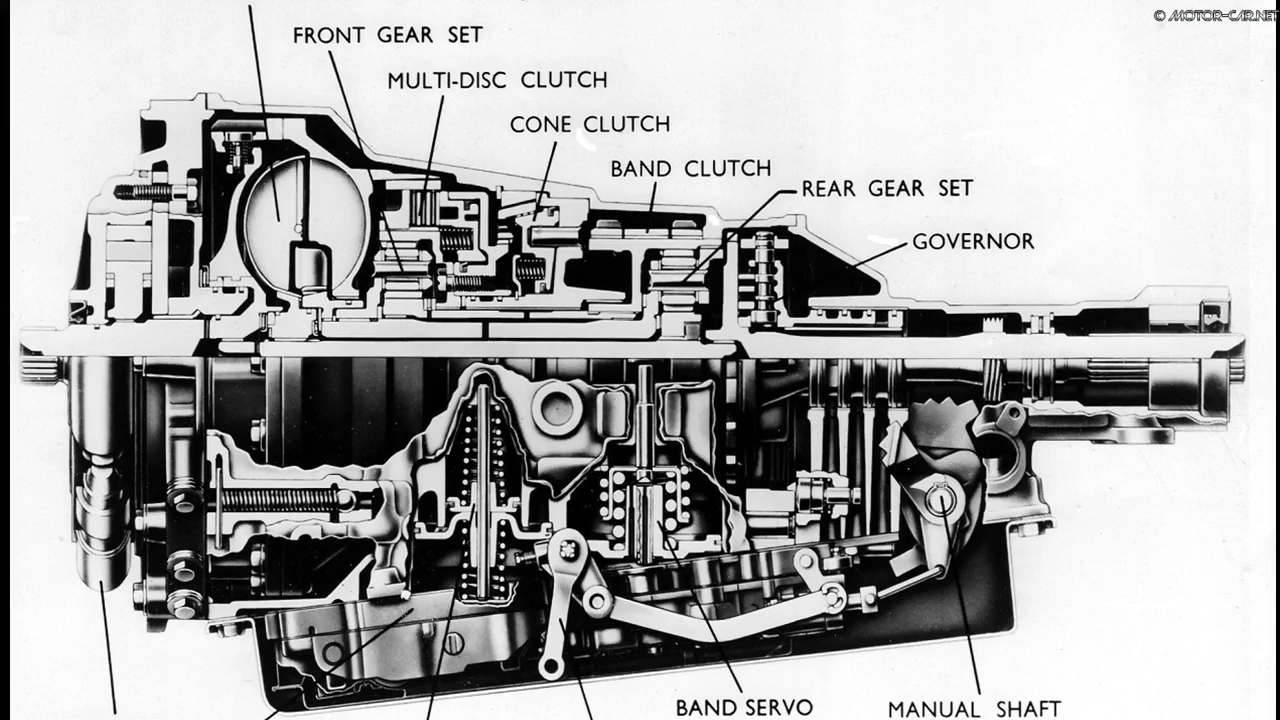 © MOTOR-CAR.NET
FRONT GEAR SET
MULTI-DISC CLUTCH
CONE CLUTCH
BAND CLUTCH
REAR GEAR SET
GOVERNOR
BAND SERVO
MANUAL SHAFT